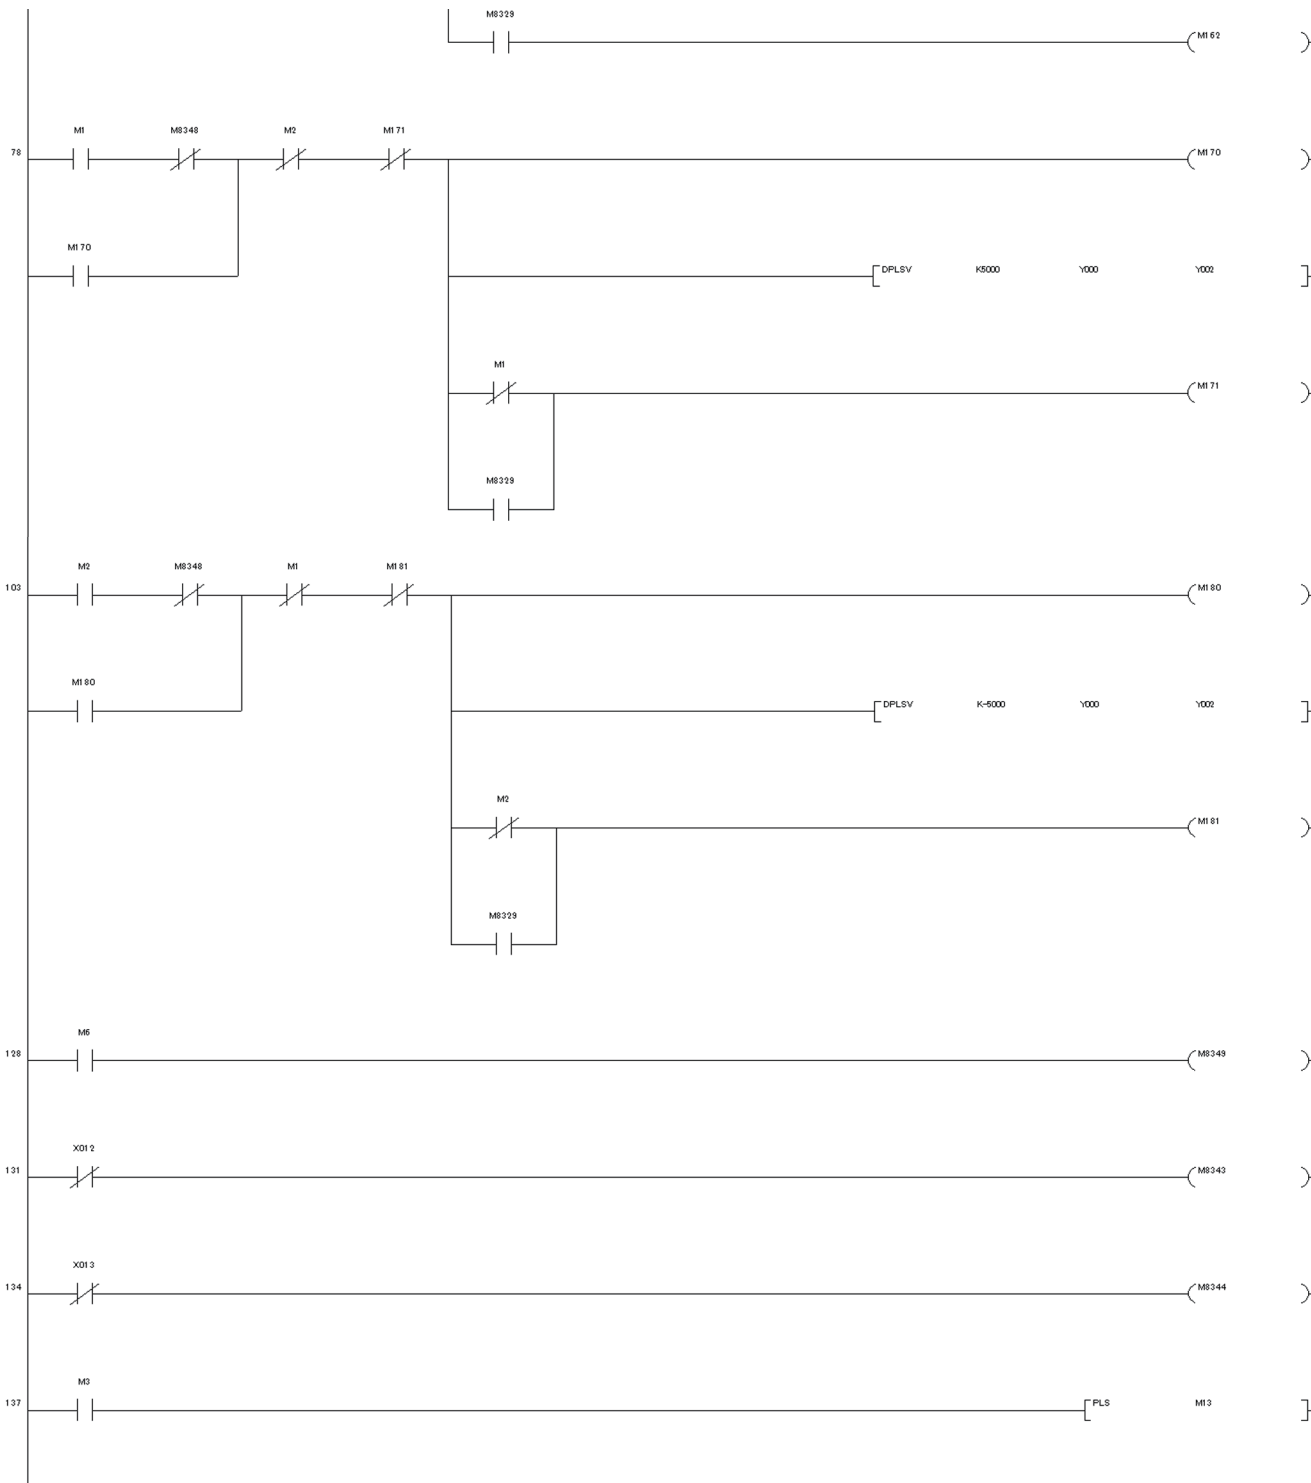 M8329
M162
M1 M8348 M2 M171
78 M170
M170
DPLSV K5000 Y000 Y002
M1
M171
M8329
M2 M8348 M1 M181
103 M180
M180
DPLSV K-5000 Y000 Y002
M2
M181
M8329
M6
128 M8349
X012
131 M8343
X013
134 M8344
M3
137 PLS M13